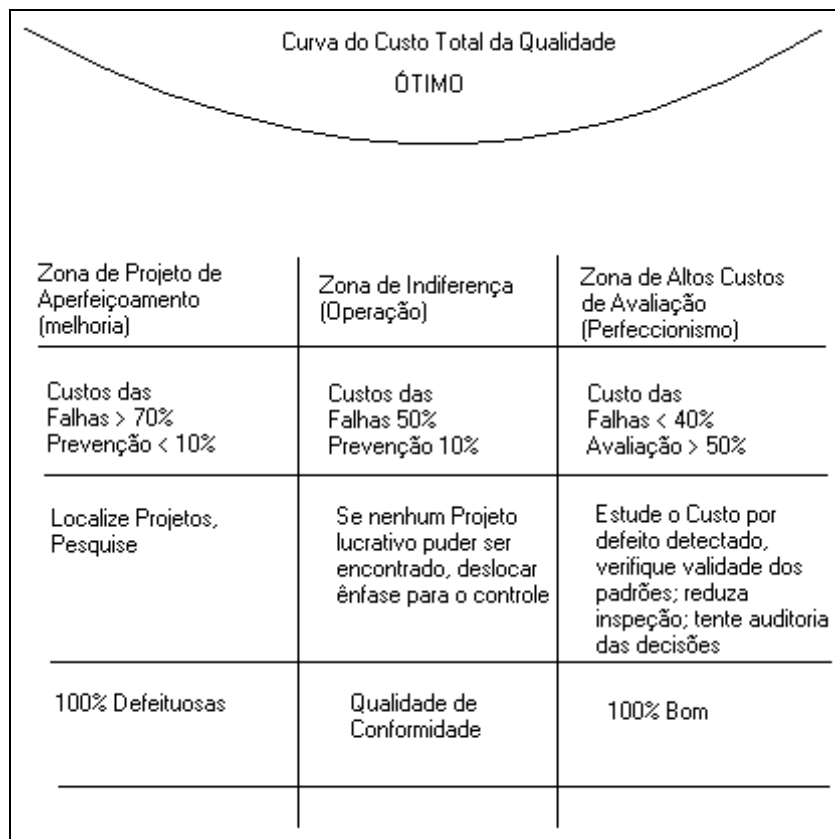 Curva do Custo Total da Qualidade
ÓTIMO
Zona de Projeto de
Aperfeiçoamento
(melhoria)
Zona de Indiferença
(Operação)
Zona de Altos Custos
de Avaliação
(Perfeccionismo)
Custos das
Falhas > 70%
Prevenção < 10%
Custos das
Falhas 50%
Prevenção 10%
Custo das
Falhas < 40%
Avaliação > 50%
Localize Projetos,
Pesquise
Se nenhum Projeto
lucrativo puder ser
encontrado, deslocar
ênfase para o controle
Estude o Custo por
defeito detectado,
verifique validade dos
padrões; reduza
inspeção; tente auditoria
das decisões
100% Defeituosas
Qualidade de
Conformidade
100% Bom